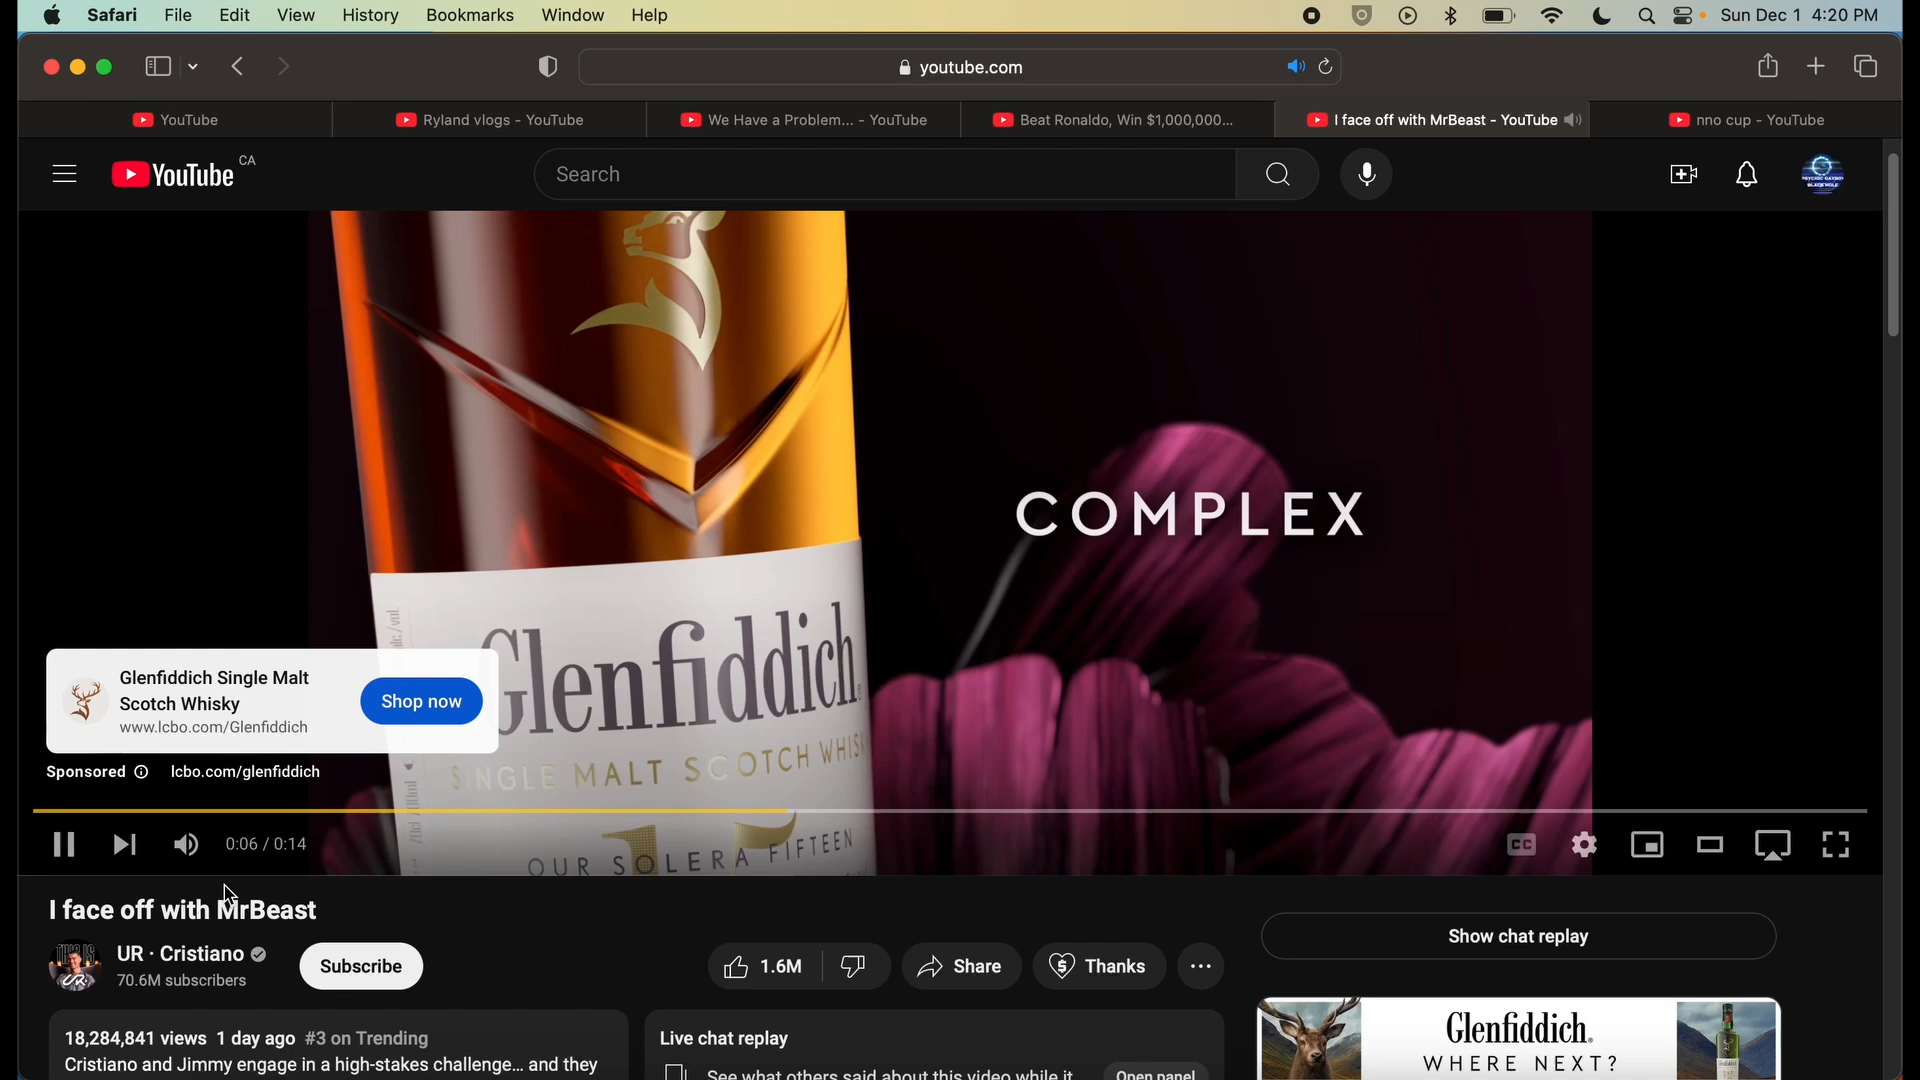 Safari File Edit View History Bookmarks Window Help Sun Dec 1 4:20 PM
youtube.com
YouTube
Ryland vlogs - YouTube
We Have a Problem... - YouTube
Beat Ronaldo, Win $1,000,000...
I face off with MrBeast - YouTube
nno cup - YouTube
YouTube CA
Search
COMPLEX
Glenfiddich
SINGLE MALT SCOTCH WHISK
OUR SOLERA FIFTEEN
Glenfiddich Single Malt
Scotch Whisky
www.lcbo.com/Glenfiddich
Shop now
Sponsored lcbo.com/glenfiddich
0:06 / 0:14
CC
I face off with MrBeast
UR · Cristiano
70.6M subscribers
Subscribe
1.6M
Share
Thanks
Show chat replay
18,284,841 views 1 day ago #3 on Trending
Cristiano and Jimmy engage in a high-stakes challenge... and they
Live chat replay
See what others said about this video while it
Open panel
Glenfiddich.
WHERE NEXT?